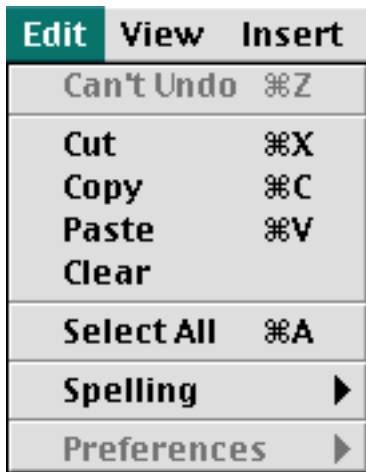 Edit View Insert
Can't Undo ⌘Z
Cut ⌘X
Copy ⌘C
Paste ⌘V
Clear
Select All ⌘A
Spelling
Preferences